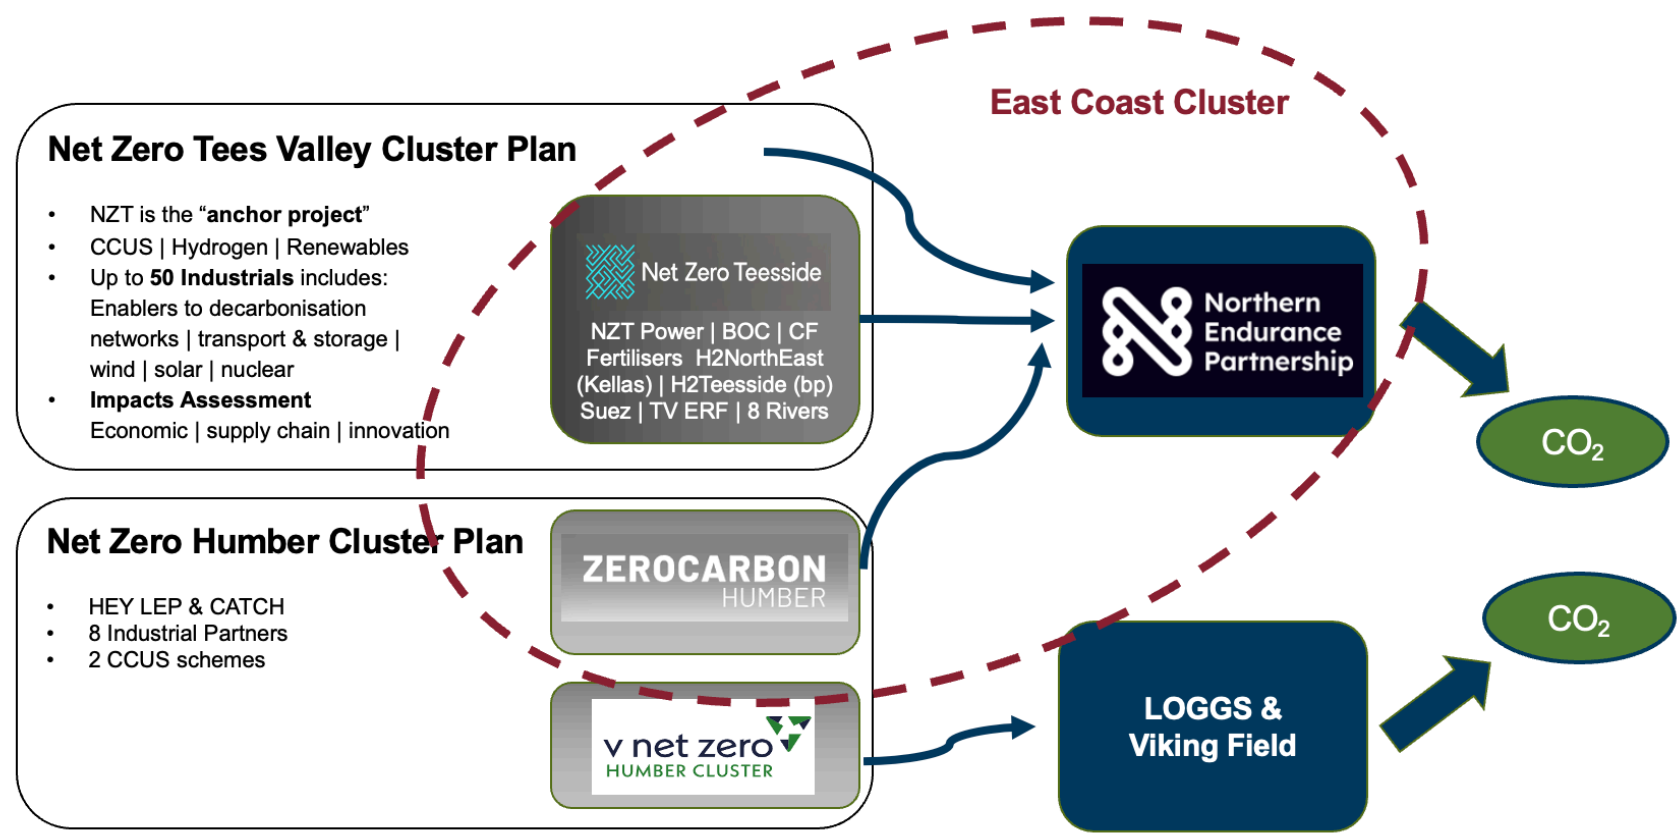 East Coast Cluster
Net Zero Tees Valley Cluster Plan
• NZT is the “anchor project”
• CCUS | Hydrogen | Renewables
• Up to 50 Industrials includes:
Enablers to decarbonisation
networks | transport & storage |
wind | solar | nuclear
• Impacts Assessment
Economic | supply chain | innovation
Net Zero Teesside
NZT Power | BOC | CF
Fertilisers H2NorthEast
(Kellas) | H2Teesside (bp)
Suez | TV ERF | 8 Rivers
Northern
Endurance
Partnership
CO₂
Net Zero Humber Cluster Plan
• HEY LEP & CATCH
• 8 Industrial Partners
• 2 CCUS schemes
ZEROCARBON
HUMBER
v net zero
HUMBER CLUSTER
LOGGS &
Viking Field
CO₂